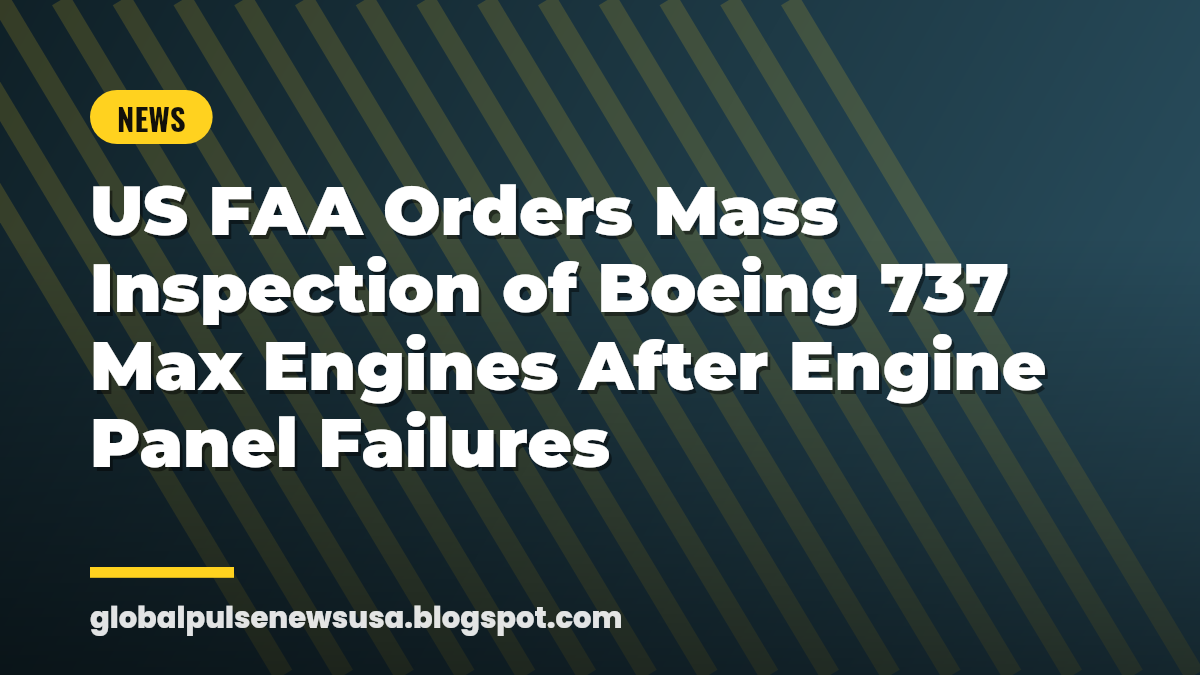 NEWS
US FAA Orders Mass
Inspection of Boeing 737
Max Engines After Engine
Panel Failures
globalpulsenewsusa.blogspot.com